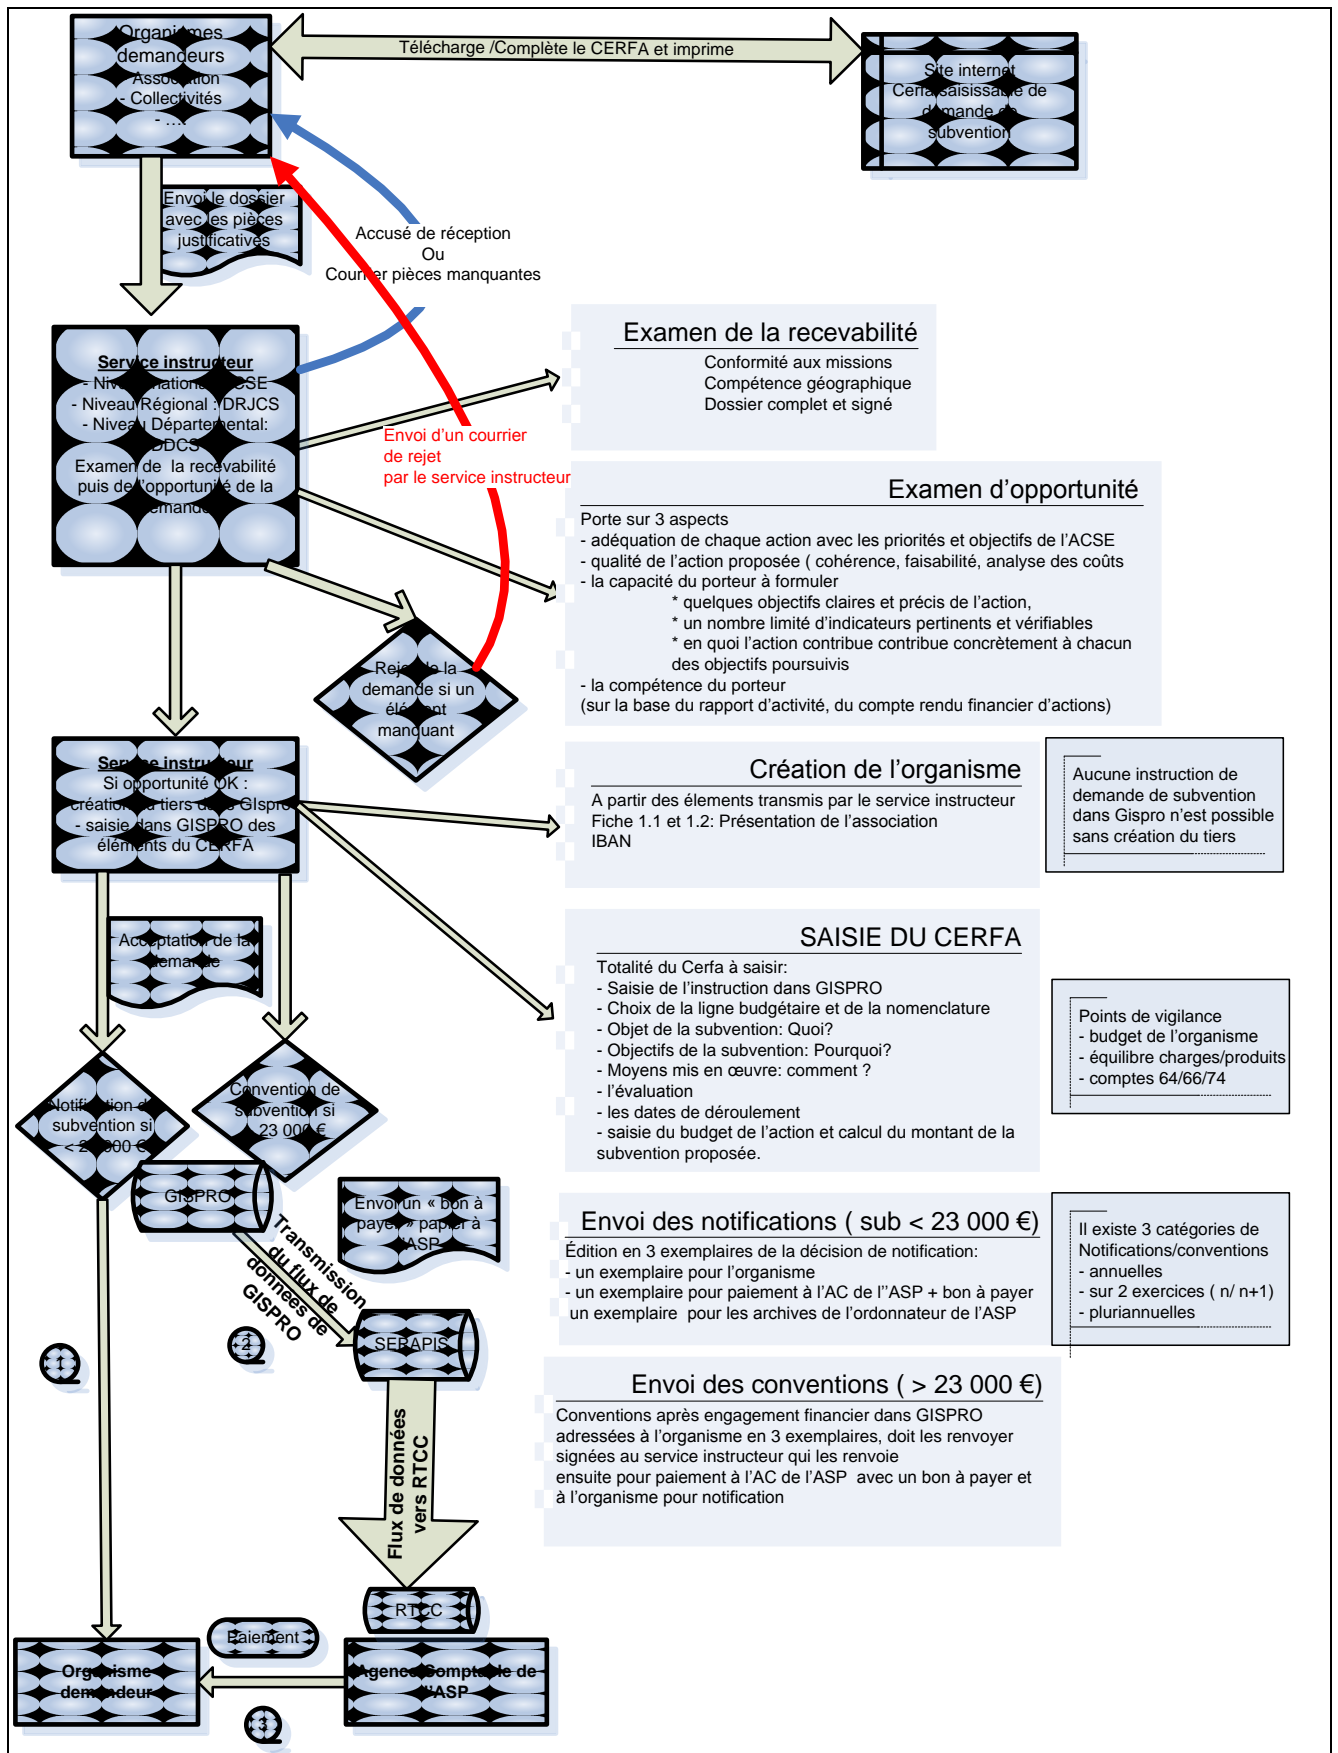 Organismes
demandeurs
- Association
- Collectivités
- ....
Télécharge /Complète le CERFA et imprime
Site internet
Cerfa saisissable de
demande de
subvention
Envoi le dossier
avec les pièces
justificatives
Accusé de réception
Ou
Courrier pièces manquantes
Service instructeur
- Niveau national : ACSE
- Niveau Régional : DRJCS
- Niveau Départemental:
DDCS
Examen de la recevabilité
puis de l'opportunité de la
demande
Examen de la recevabilité
Conformité aux missions
Compétence géographique
Dossier complet et signé
Envoi d'un courrier
de rejet
par le service instructeur
Examen d'opportunité
Porte sur 3 aspects
- adéquation de chaque action avec les priorités et objectifs de l'ACSE
- qualité de l'action proposée ( cohérence, faisabilité, analyse des coûts
- la capacité du porteur à formuler
* quelques objectifs claires et précis de l'action,
* un nombre limité d'indicateurs pertinents et vérifiables
* en quoi l'action contribue contribue concrètement à chacun
des objectifs poursuivis
- la compétence du porteur
(sur la base du rapport d'activité, du compte rendu financier d'actions)
Rejet de la
demande si un
élément
manquant
Service instructeur
Si opportunité OK :
création du tiers dans GIspro
- saisie dans GISPRO des
éléments du CERFA
Création de l'organisme
A partir des élements transmis par le service instructeur
Fiche 1.1 et 1.2: Présentation de l'association
IBAN
Aucune instruction de
demande de subvention
dans Gispro n'est possible
sans création du tiers
Acceptation de la
demande
SAISIE DU CERFA
Totalité du Cerfa à saisir:
- Saisie de l'instruction dans GISPRO
- Choix de la ligne budgétaire et de la nomenclature
- Objet de la subvention: Quoi?
- Objectifs de la subvention: Pourquoi?
- Moyens mis en œuvre: comment ?
- l'évaluation
- les dates de déroulement
- saisie du budget de l'action et calcul du montant de la
subvention proposée.
Points de vigilance
- budget de l'organisme
- équilibre charges/produits
- comptes 64/66/74
Notification de
subvention si
< 23 000 €
Convention de
subvention si
23 000 €
GISPRO
Envoi un « bon à
payer » papier à
l'ASP
Transmission
du flux de
données de
GISPRO
Envoi des notifications ( sub < 23 000 €)
Édition en 3 exemplaires de la décision de notification:
- un exemplaire pour l'organisme
- un exemplaire pour paiement à l'AC de l''ASP + bon à payer
un exemplaire pour les archives de l'ordonnateur de l'ASP
Il existe 3 catégories de
Notifications/conventions
- annuelles
- sur 2 exercices ( n/ n+1)
- pluriannuelles
1
2
SERAPIS
Envoi des conventions ( > 23 000 €)
Conventions après engagement financier dans GISPRO
adressées à l'organisme en 3 exemplaires, doit les renvoyer
signées au service instructeur qui les renvoie
ensuite pour paiement à l'AC de l'ASP avec un bon à payer et
à l'organisme pour notification
Flux de données
vers RTCC
RTCC
Paiement
Organisme
demandeur
Agence Comptable de
l'ASP
3